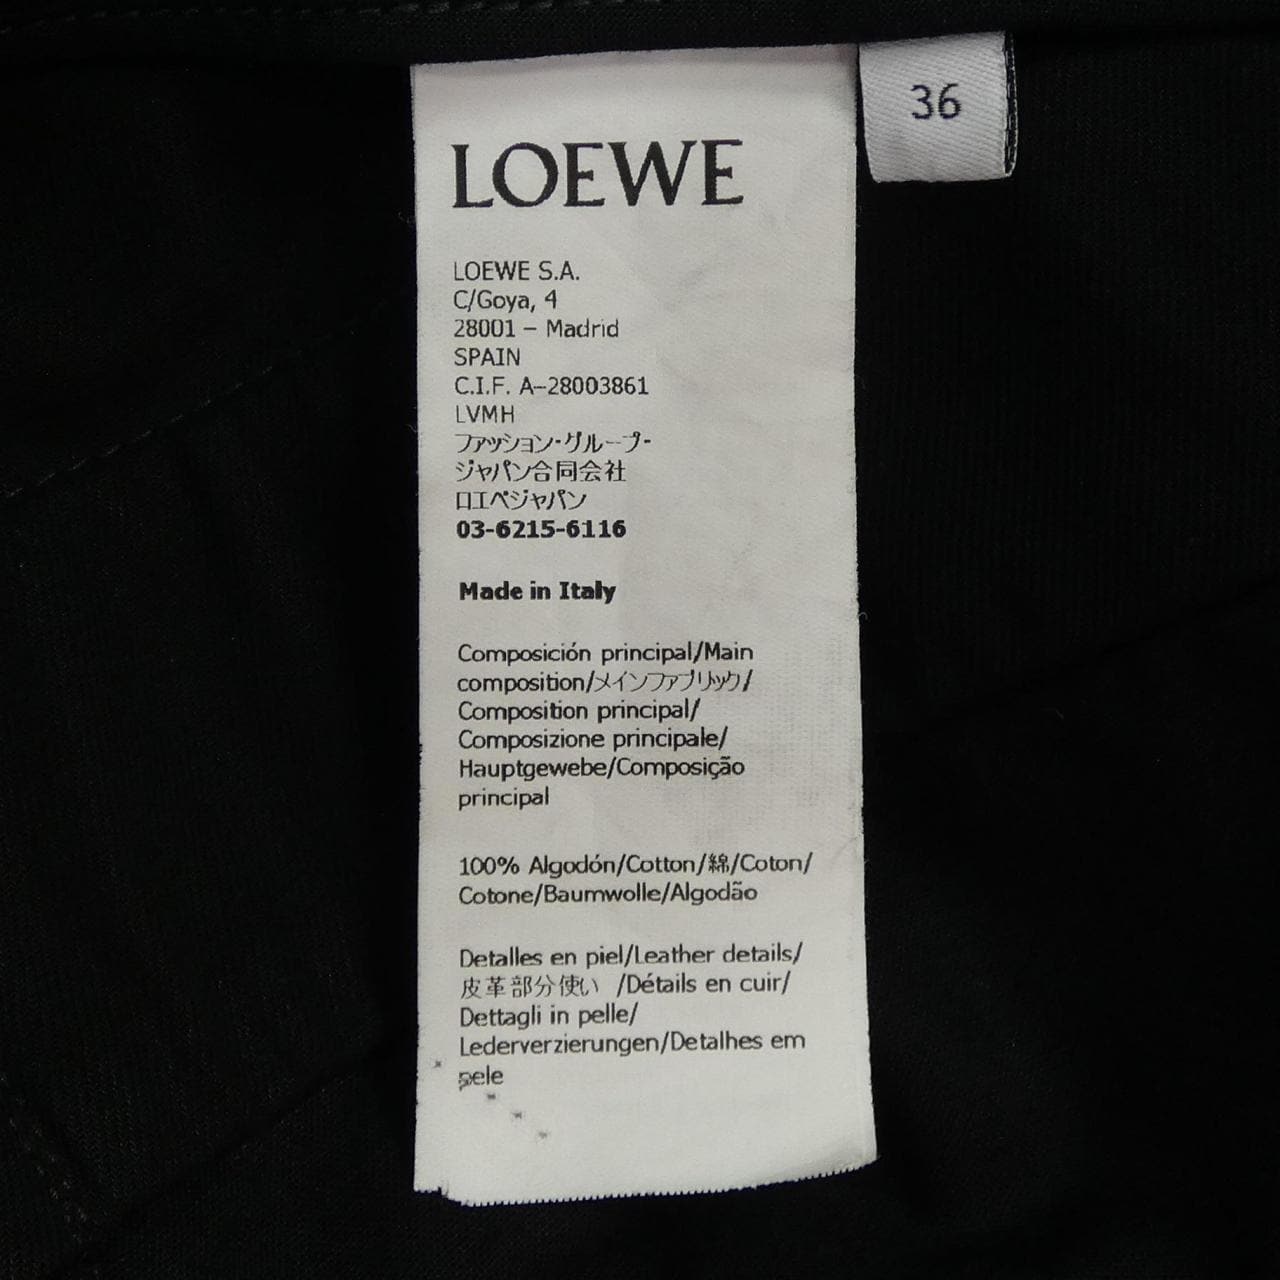 36
LOEWE
LOEWE S.A.
C/Goya, 4
28001 – Madrid
SPAIN
C.I.F. A–28003861
LVMH
ファッション・グループ・
ジャパン合同会社
ロエベジャパン
03-6215-6116
Made in Italy
Composición principal/Main
composition/メインファブリック/
Composition principal/
Composizione principale/
Hauptgewebe/Composição
principal
100% Algodón/Cotton/綿/Coton/
Cotone/Baumwolle/Algodão
Detalles en piel/Leather details/
皮革部分使い /Détails en cuir/
Dettagli in pelle/
Lederverzierungen/Detalhes em
pele